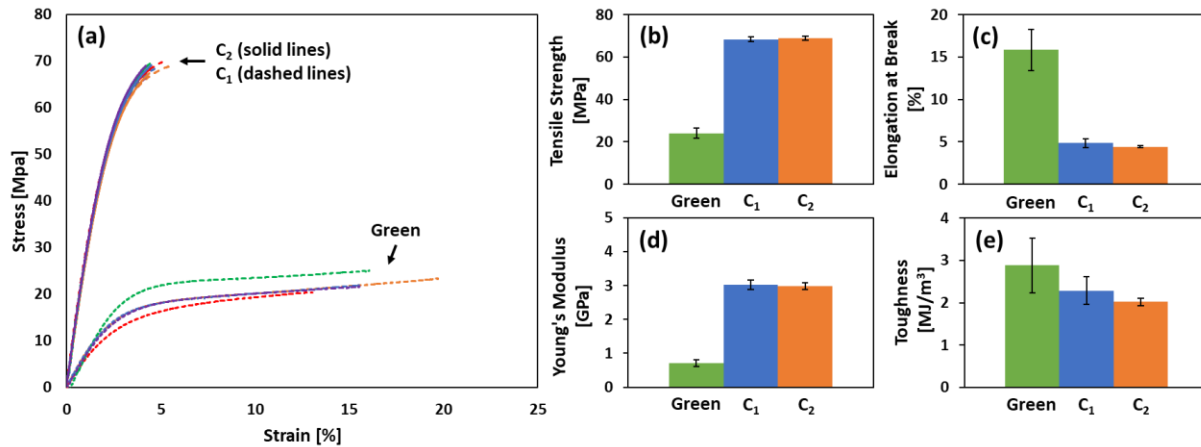 (a)
C2 (solid lines)
C1 (dashed lines)
Green
Stress [Mpa]
80
70
60
50
40
30
20
10
0
0 5 10 15 20 25
Strain [%]
(b)
Tensile Strength
[MPa]
80
60
40
20
0
Green C1 C2
(c)
Elongation at Break
[%]
20
15
10
5
0
Green C1 C2
(d)
Young's Modulus
[GPa]
5
4
3
2
1
0
Green C1 C2
(e)
Toughness
[MJ/m³]
4
3
2
1
0
Green C1 C2